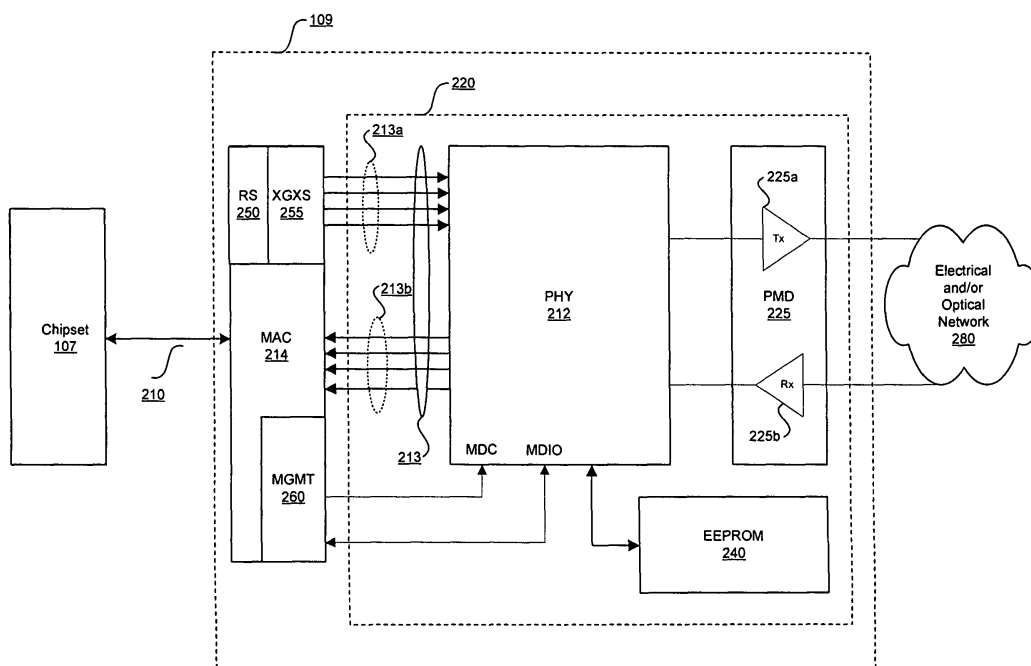 109
220
213a
RS
250
XGXS
255
225a
Tx
Chipset
107
210
MAC
214
213b
PHY
212
PMD
225
Electrical
and/or
Optical
Network
280
Rx
225b
213
MDC
MDIO
MGMT
260
EEPROM
240